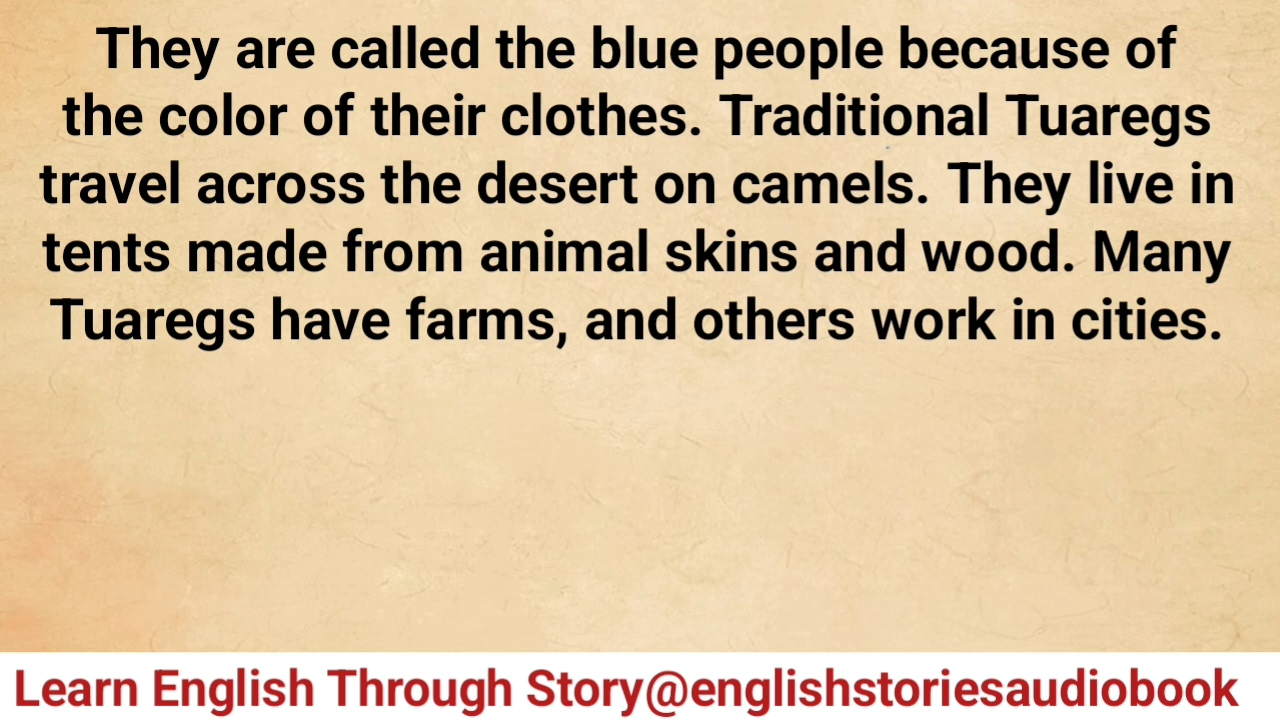 They are called the blue people because of
the color of their clothes. Traditional Tuaregs
travel across the desert on camels. They live in
tents made from animal skins and wood. Many
Tuaregs have farms, and others work in cities.
Learn English Through Story@englishstoriesaudiobook